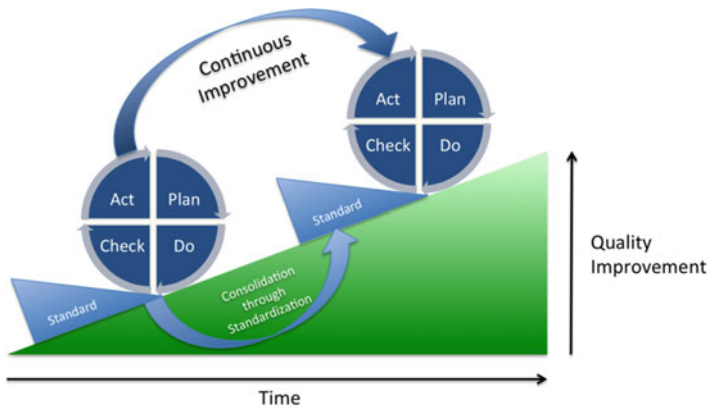 Continuous
Improvement
Act Plan
Check Do
Act Plan
Check Do
Standard
Standard
Consolidation
through
Standardization
Quality
Improvement
Time